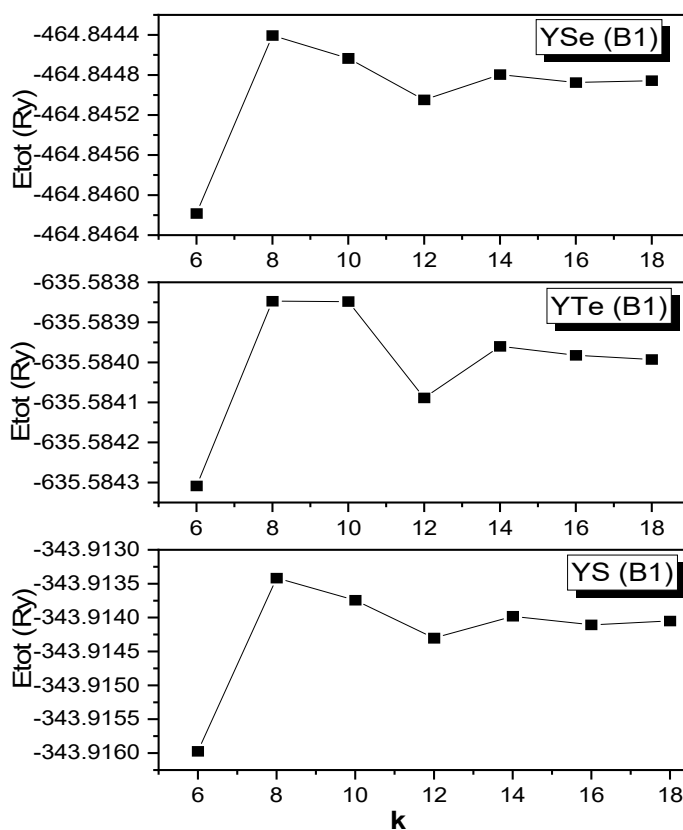 YSe (B1)
Etot (Ry)
-464.8444
-464.8448
-464.8452
-464.8456
-464.8460
-464.8464
6 8 10 12 14 16 18
YTe (B1)
Etot (Ry)
-635.5838
-635.5839
-635.5840
-635.5841
-635.5842
-635.5843
6 8 10 12 14 16 18
YS (B1)
Etot (Ry)
-343.9130
-343.9135
-343.9140
-343.9145
-343.9150
-343.9155
-343.9160
6 8 10 12 14 16 18
k